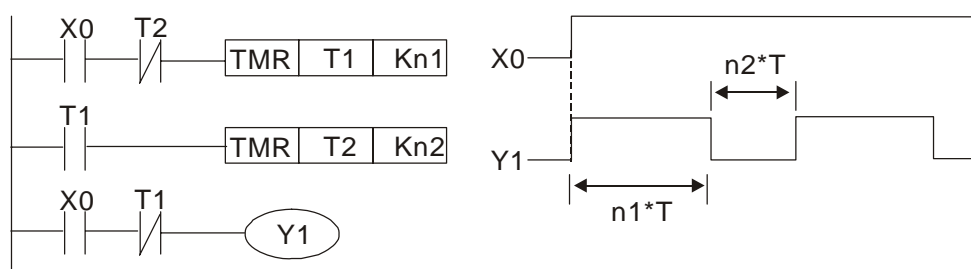 X0 T2
TMR T1 Kn1
T1
TMR T2 Kn2
X0 T1
Y1
X0
n2*T
Y1
n1*T